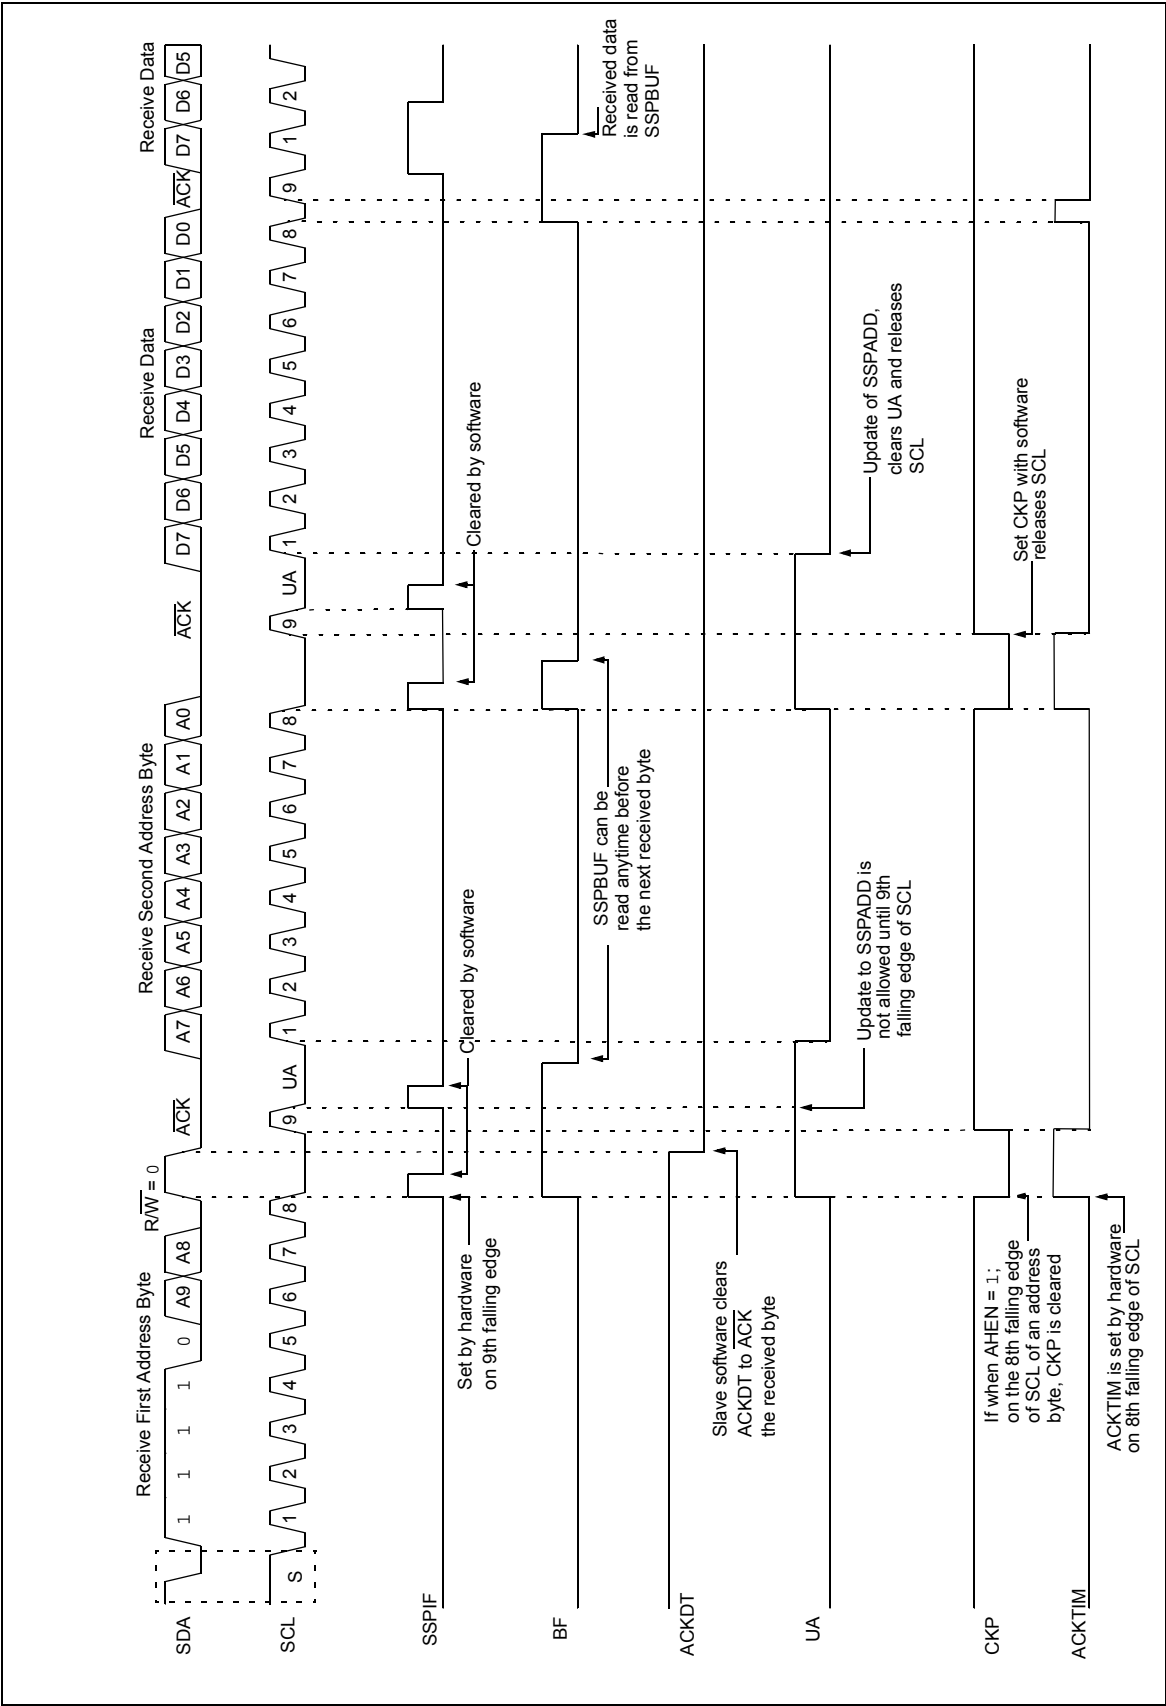 Receive First Address Byte
R/W = 0
Receive Second Address Byte
Receive Data
Receive Data
SDA
1 1 1 1 0 A9 A8
ACK
A7 A6 A5 A4 A3 A2 A1 A0
ACK
D7 D6 D5 D4 D3 D2 D1 D0
ACK
D7 D6 D5
SCL
S
1 2 3 4 5 6 7 8 9 UA 1 2 3 4 5 6 7 8 9 UA 1 2 3 4 5 6 7 8 9 1 2
SSPIF
Set by hardware
on 9th falling edge
Cleared by software
Cleared by software
BF
SSPBUF can be
read anytime before
the next received byte
Received data
is read from
SSPBUF
ACKDT
Slave software clears
ACKDT to ACK
the received byte
UA
Update to SSPADD is
not allowed until 9th
falling edge of SCL
Update of SSPADD,
clears UA and releases
SCL
CKP
If when AHEN = 1;
on the 8th falling edge
of SCL of an address
byte, CKP is cleared
Set CKP with software
releases SCL
ACKTIM
ACKTIM is set by hardware
on 8th falling edge of SCL